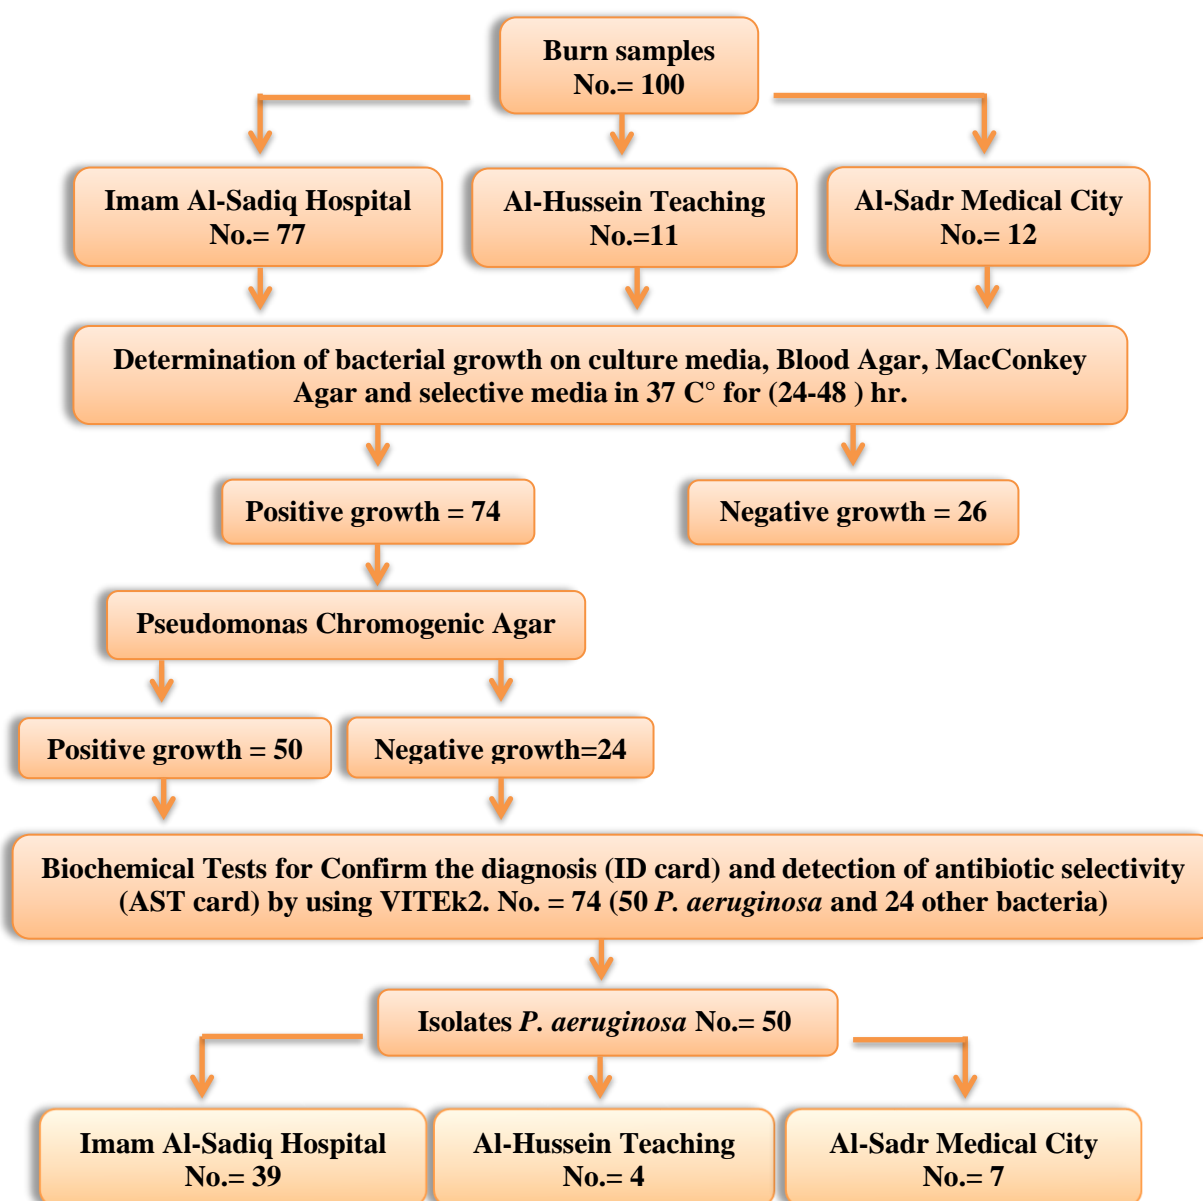 Burn samples
No.= 100
Imam Al-Sadiq Hospital
No.= 77
Al-Hussein Teaching
No.=11
Al-Sadr Medical City
No.= 12
Determination of bacterial growth on culture media, Blood Agar, MacConkey
Agar and selective media in 37 C° for (24-48 ) hr.
Positive growth = 74
Negative growth = 26
Pseudomonas Chromogenic Agar
Positive growth = 50
Negative growth=24
Biochemical Tests for Confirm the diagnosis (ID card) and detection of antibiotic selectivity
(AST card) by using VITEk2. No. = 74 (50 P. aeruginosa and 24 other bacteria)
Isolates P. aeruginosa No.= 50
Imam Al-Sadiq Hospital
No.= 39
Al-Hussein Teaching
No.= 4
Al-Sadr Medical City
No.= 7